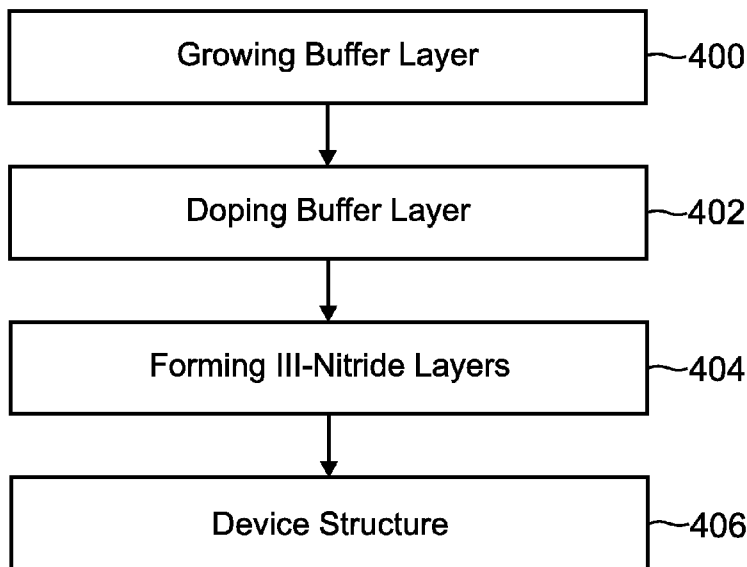 Growing Buffer Layer 400
Doping Buffer Layer 402
Forming III-Nitride Layers 404
Device Structure 406